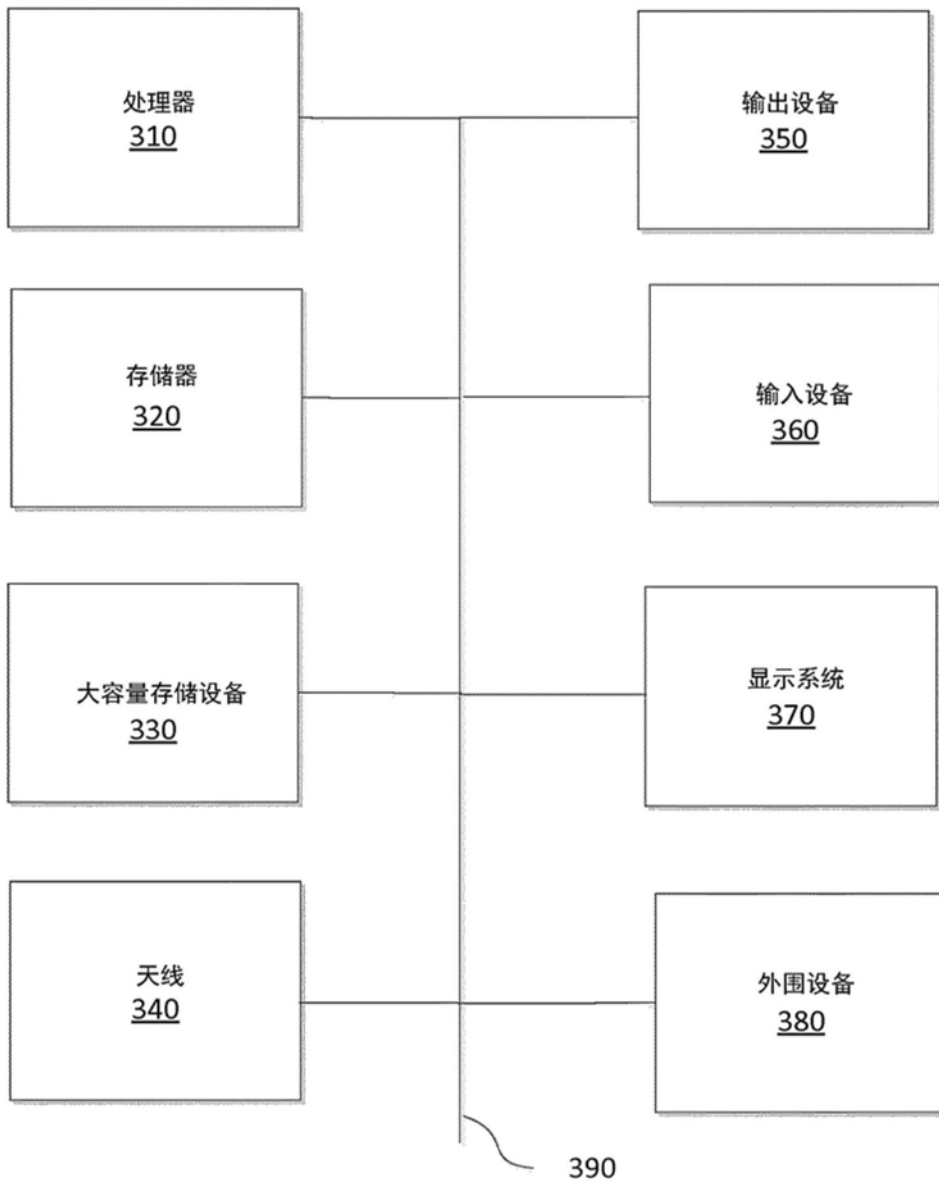 处理器
310
输出设备
350
存储器
320
输入设备
360
大容量存储设备
330
显示系统
370
天线
340
外围设备
380
390